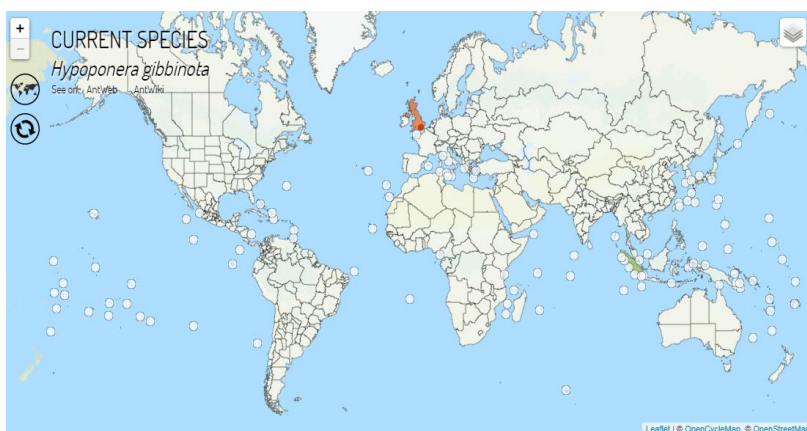 +
CURRENT SPECIES
−
Hypoponera gibbinota
See on: AntWeb AntWiki
Leaflet | © OpenCycleMap, © OpenStreetMap